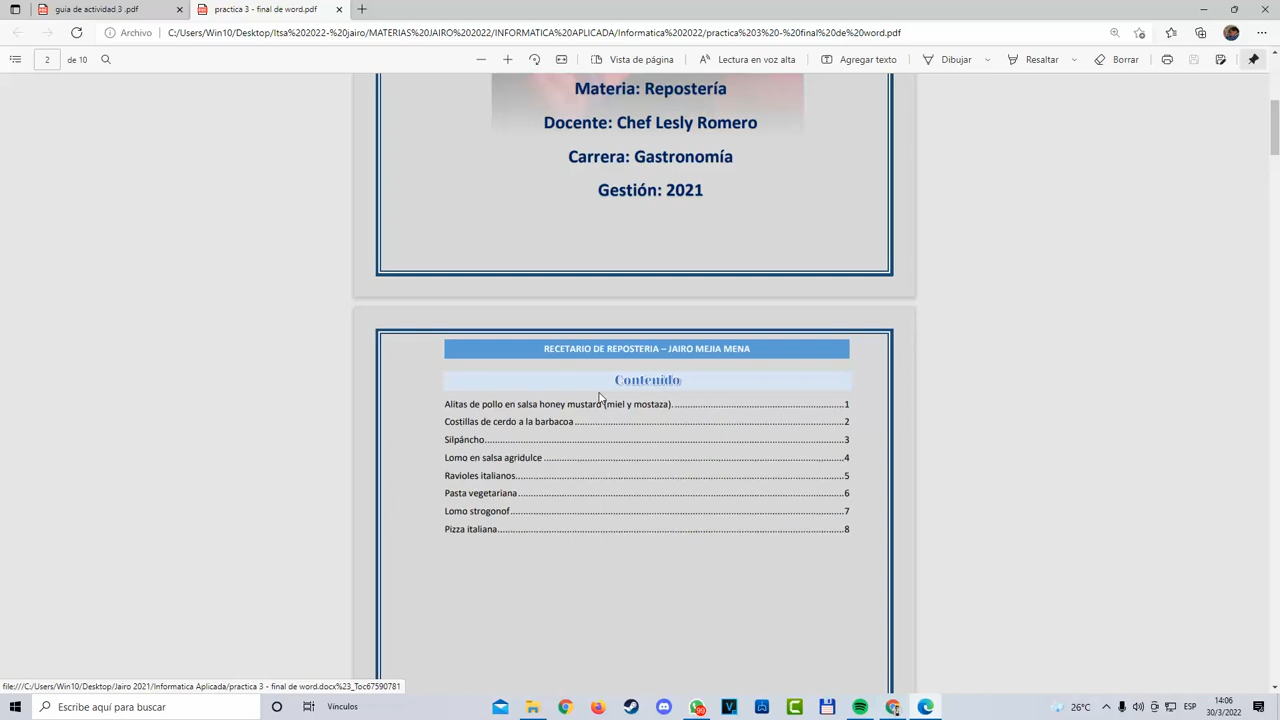 guia de actividad.3 .pdf
practica 3 - final de word.pdf
Archivo
C:/Users/Win10/Desktop/Itsa%202022-%20jairo/MATERIAS%20JAIRO%202022/INFORMATICA%20APLICADA/Informatica%202022/practica%203%20-%20final%20de%20word.pdf
2 de 10
Vista de página
Lectura en voz alta
Agregar texto
Dibujar
Resaltar
Borrar
Materia: Repostería
Docente: Chef Lesly Romero
Carrera: Gastronomía
Gestión: 2021
RECETARIO DE REPOSTERIA – JAIRO MEJIA MENA
Contenido
Alitas de pollo en salsa honey mustard (miel y mostaza). 1
Costillas de cerdo a la barbacoa 2
Silpáncho 3
Lomo en salsa agridulce 4
Ravioles italianos 5
Pasta vegetariana 6
Lomo strogonof 7
Pizza italiana 8
file:///C:/Users/Win10/Desktop/Jairo 2021/Informatica Aplicada/practica 3 - final de word.docx%23_Toc67590781
Escribe aquí para buscar
Vínculos
26°C
ESP
14:06
30/3/2022